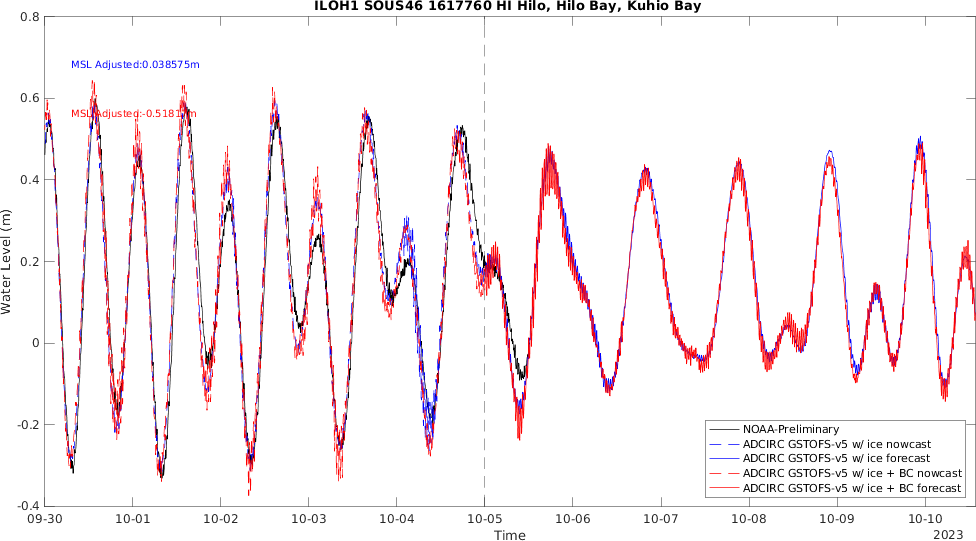 ILOH1 SOUS46 1617760 HI Hilo, Hilo Bay, Kuhio Bay
0.8
MSL Adjusted:0.038575m
0.6
MSL Adjusted:-0.5181 m
0.4
0.2
0
-0.2
-0.4
Water Level (m)
NOAA-Preliminary
ADCIRC GSTOFS-v5 w/ ice nowcast
ADCIRC GSTOFS-v5 w/ ice forecast
ADCIRC GSTOFS-v5 w/ ice + BC nowcast
ADCIRC GSTOFS-v5 w/ ice + BC forecast
09-30 10-01 10-02 10-03 10-04 10-05 10-06 10-07 10-08 10-09 10-10
Time
2023